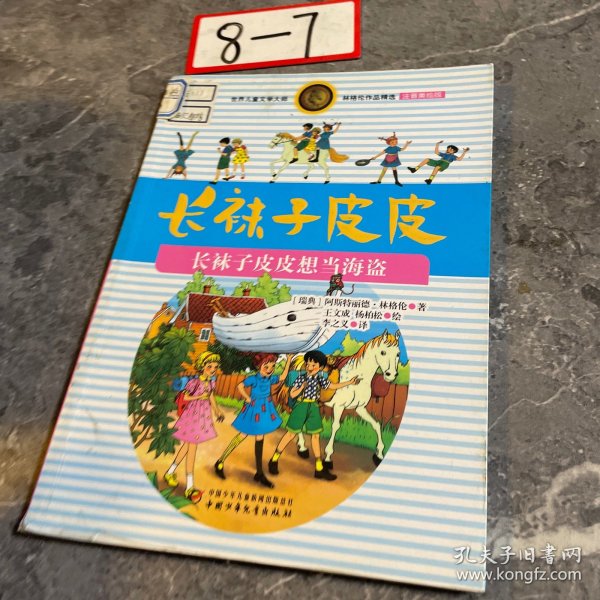 8-7
世界儿童文学大师
林格伦作品精选 注音美绘版
长袜子皮皮
长袜子皮皮想当海盗
[瑞典] 阿斯特丽德·林格伦 著
王文成 杨柏松 绘
李之义 译
中国少年儿童新闻出版总社
中国少年儿童出版社
孔夫子旧书网
www.kongfz.com